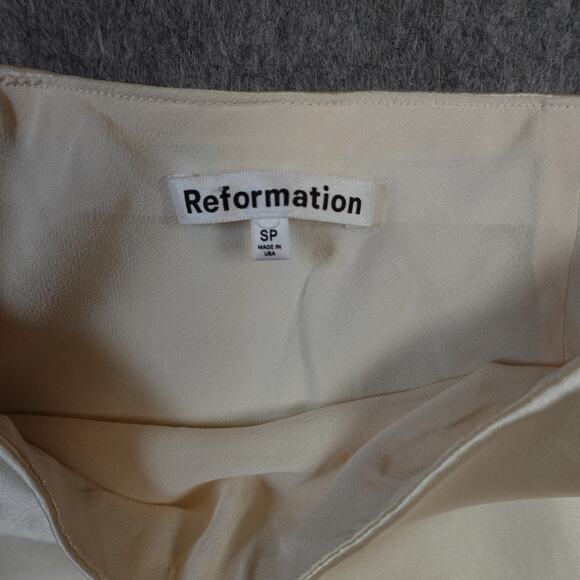 Reformation
SP
MADE IN
USA